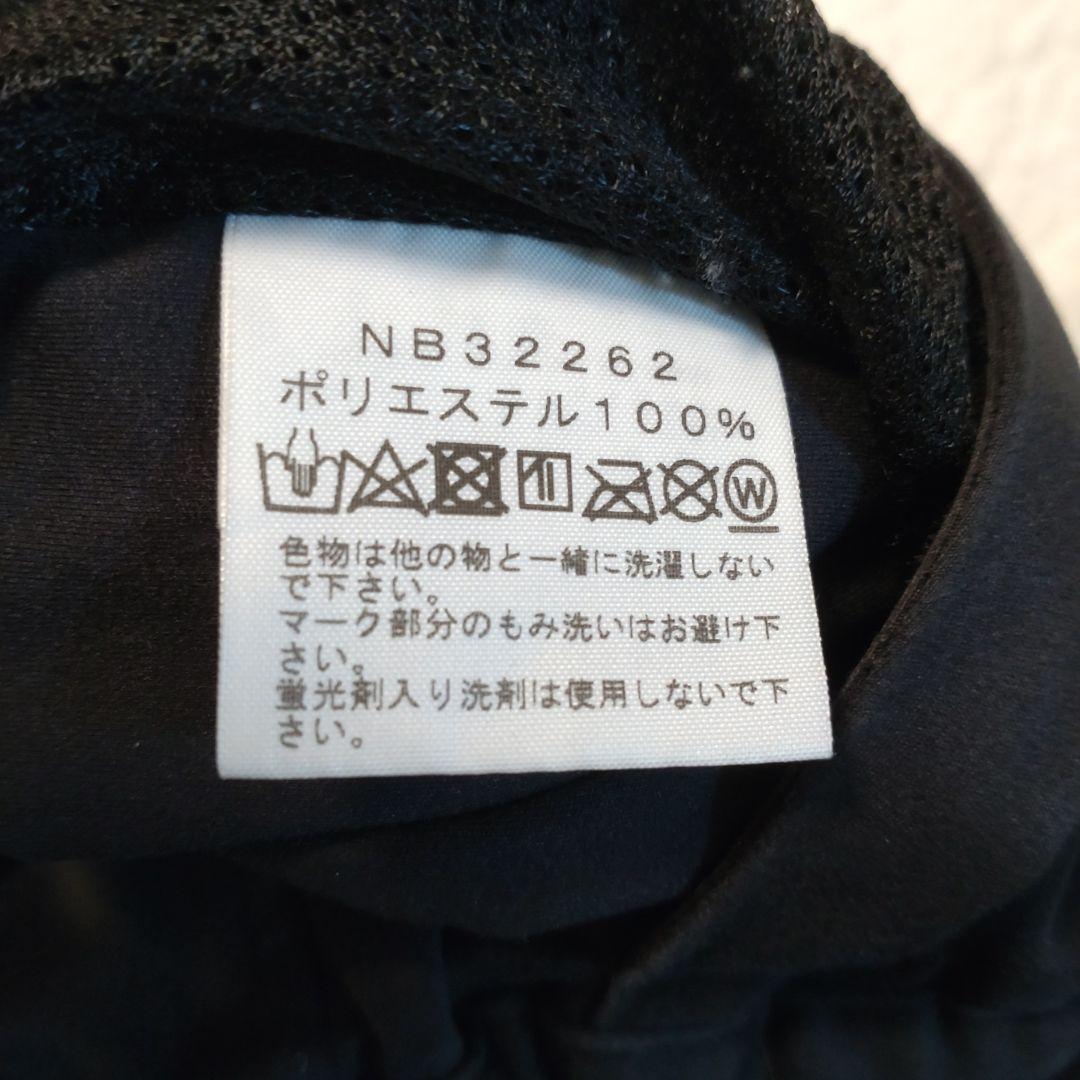 NB32262
ポリエステル100%
W
色物は他の物と一緒に洗濯しない
で下さい。
マーク部分のもみ洗いはお避け下
さい。
蛍光剤入り洗剤は使用しないで下
さい。